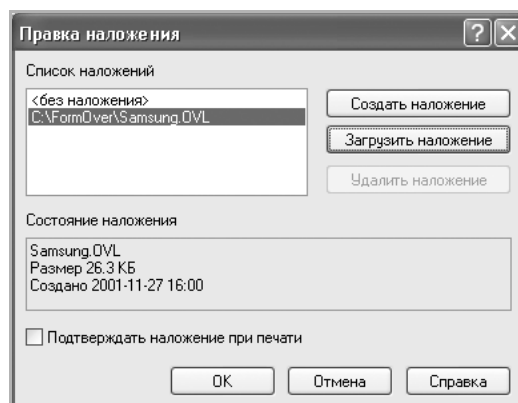 Правка наложения
Список наложений
<без наложения>
C:\FormOver\Samsung.OVL
Создать наложение
Загрузить наложение
Удалить наложение
Состояние наложения
Samsung.OVL
Размер 26.3 КБ
Создано 2001-11-27 16:00
Подтверждать наложение при печати
OK
Отмена
Справка